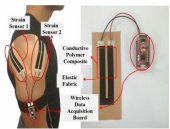 Strain
Sensor 1
Strain
Sensor 2
Conductive
Polymer
Composite
Elastic
Fabric
Wireless
Data
Acquisition
Board